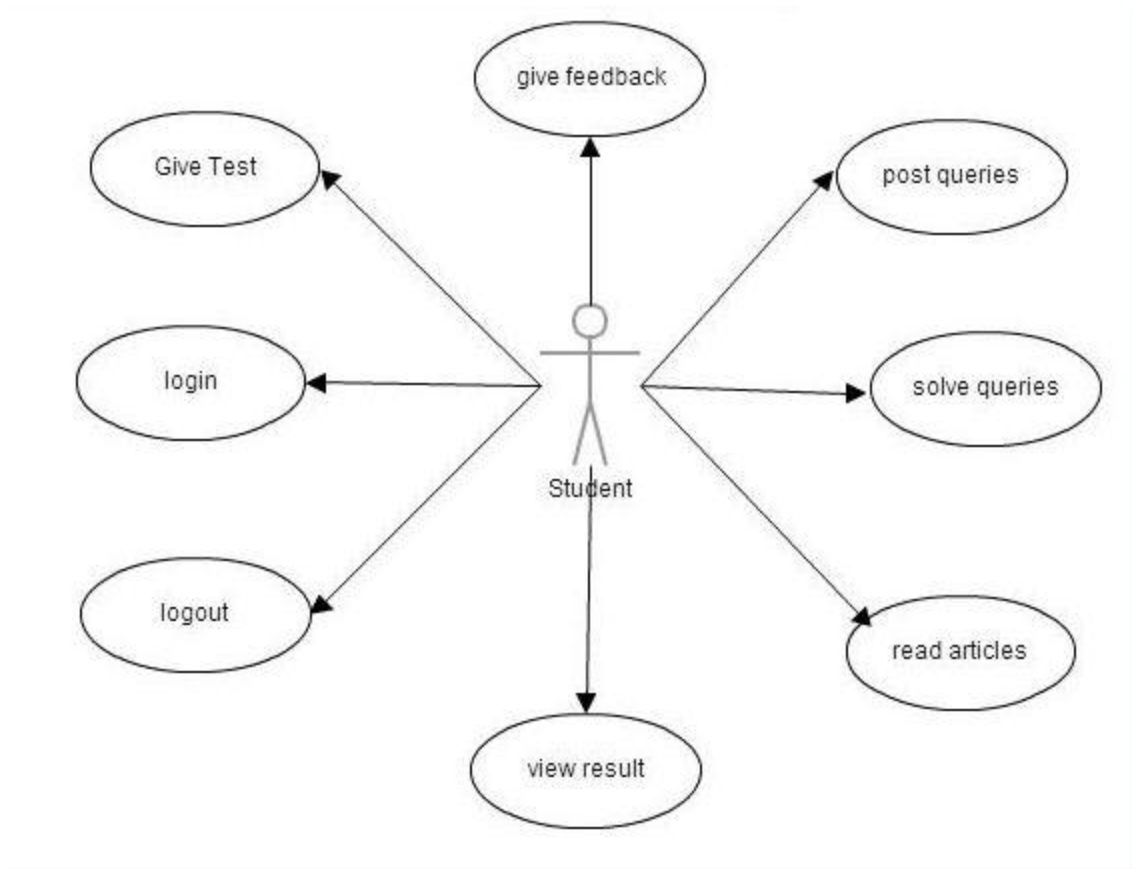 give feedback
Give Test
post queries
login
solve queries
Student
logout
read articles
view result